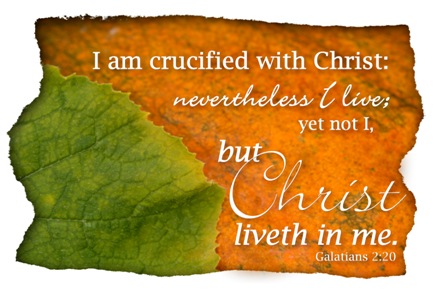 I am crucified with Christ:
nevertheless I live;
yet not I,
but
Christ
liveth in me.
Galatians 2:20